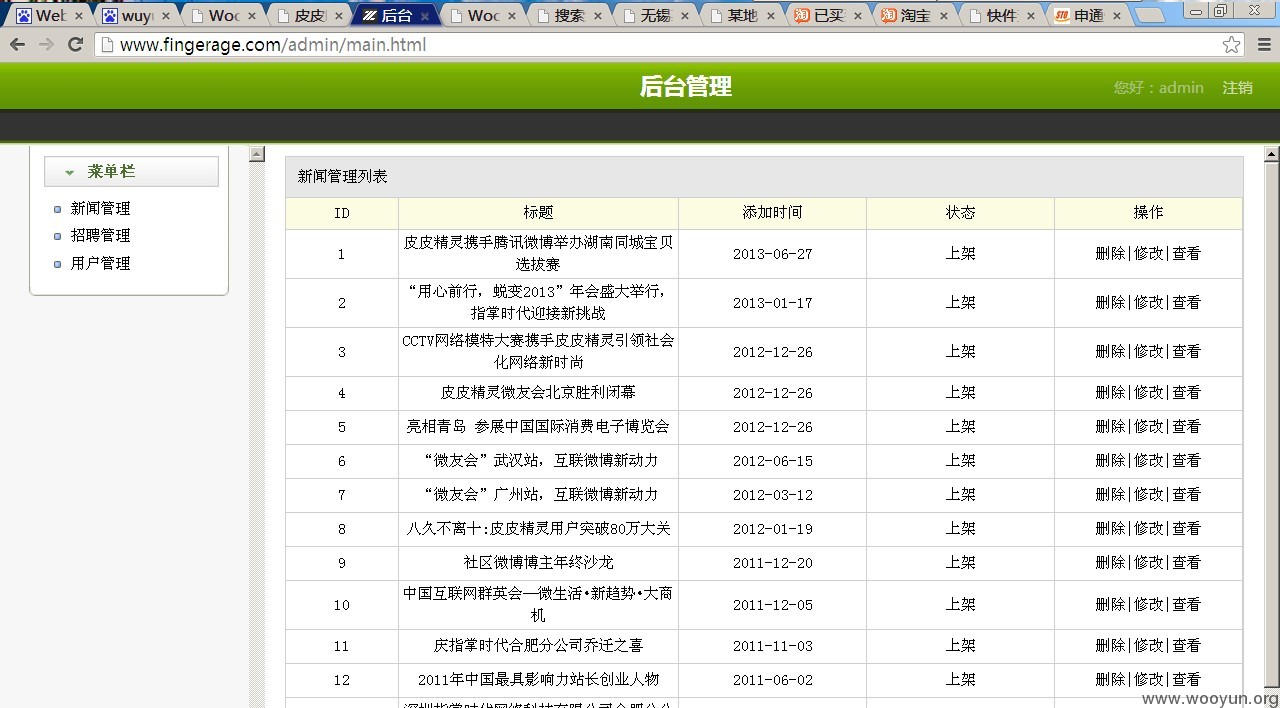 Web wuy Woo 皮皮 后台 Woo 搜索 无锡 某地 已买 淘宝 快件 申通
www.fingerage.com/admin/main.html
后台管理
您好：admin 注销
菜单栏
新闻管理
招聘管理
用户管理
新闻管理列表
ID 标题 添加时间 状态 操作
1 皮皮精灵携手腾讯微博举办湖南同城宝贝
选拔赛 2013-06-27 上架 删除|修改|查看
2 “用心前行，蜕变2013”年会盛大举行，
指掌时代迎接新挑战 2013-01-17 上架 删除|修改|查看
3 CCTV网络模特大赛携手皮皮精灵引领社会
化网络新时尚 2012-12-26 上架 删除|修改|查看
4 皮皮精灵微友会北京胜利闭幕 2012-12-26 上架 删除|修改|查看
5 亮相青岛 参展中国国际消费电子博览会 2012-12-26 上架 删除|修改|查看
6 “微友会”武汉站，互联微博新动力 2012-06-15 上架 删除|修改|查看
7 “微友会”广州站，互联微博新动力 2012-03-12 上架 删除|修改|查看
8 八久不离十:皮皮精灵用户突破80万大关 2012-01-19 上架 删除|修改|查看
9 社区微博博主年终沙龙 2011-12-20 上架 删除|修改|查看
10 中国互联网群英会—微生活•新趋势•大商
机 2011-12-05 上架 删除|修改|查看
11 庆指掌时代合肥分公司乔迁之喜 2011-11-03 上架 删除|修改|查看
12 2011年中国最具影响力站长创业人物 2011-06-02 上架 删除|修改|查看
www.wooyun.org